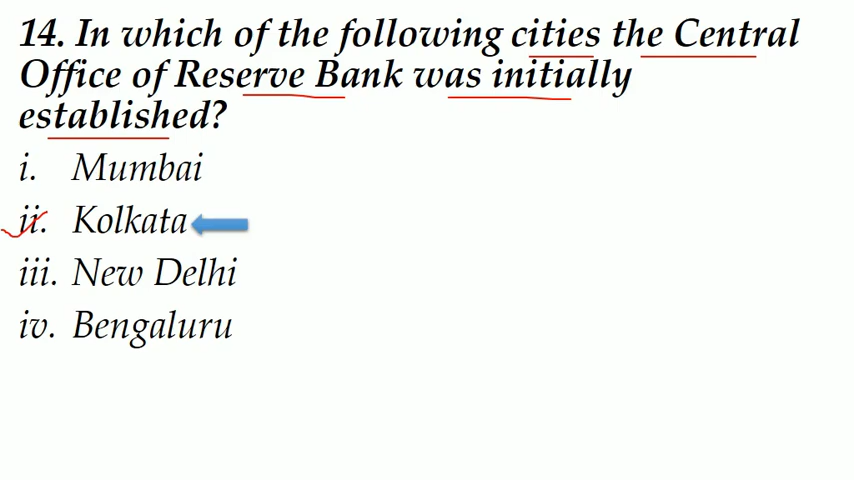 14. In which of the following cities the Central
Office of Reserve Bank was initially
established?
i. Mumbai
ii. Kolkata
iii. New Delhi
iv. Bengaluru